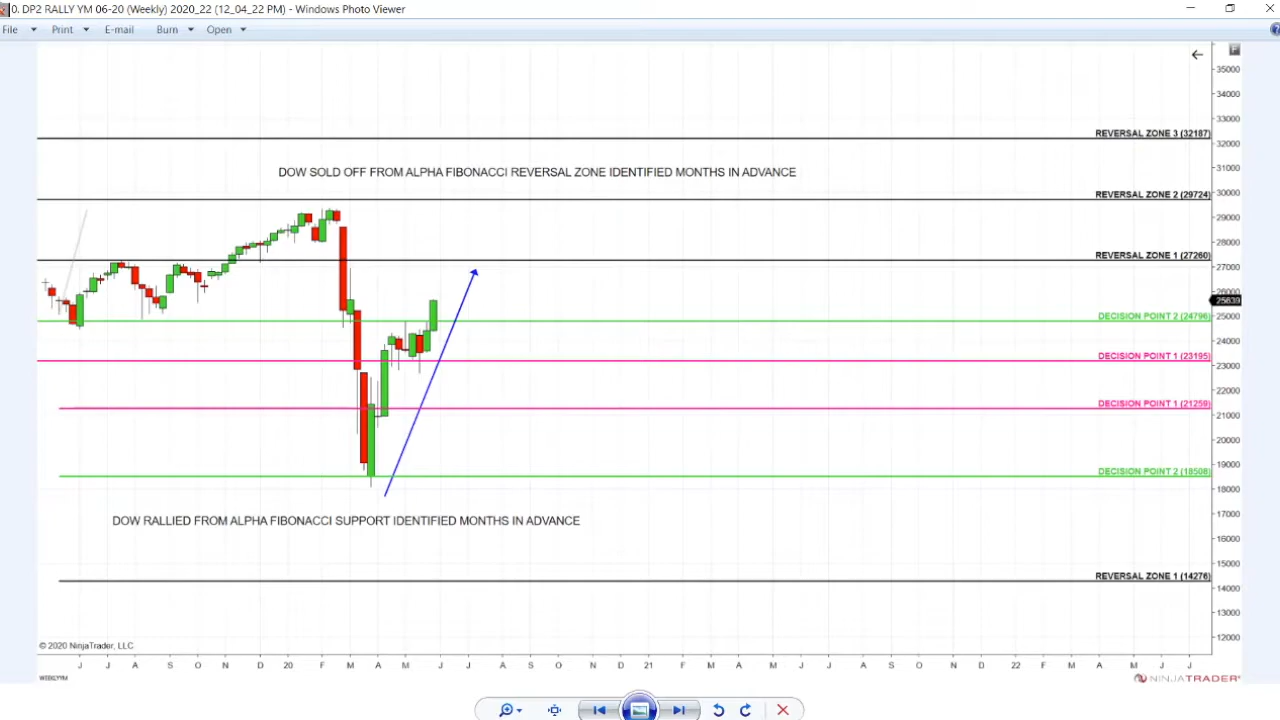 0. DP2 RALLY YM 06-20 (Weekly) 2020_22 (12_04_22 PM) - Windows Photo Viewer
File Print E-mail Burn Open
F
35000
34000
33000
REVERSAL ZONE 3 (32187)
32000
DOW SOLD OFF FROM ALPHA FIBONACCI REVERSAL ZONE IDENTIFIED MONTHS IN ADVANCE
31000
30000
REVERSAL ZONE 2 (29724)
29000
28000
REVERSAL ZONE 1 (27260)
27000
26000
25639
DECISION POINT 2 (24796)
25000
24000
DECISION POINT 1 (23195)
23000
22000
DECISION POINT 1 (21259)
21000
20000
19000
DECISION POINT 2 (18508)
18000
17000
DOW RALLIED FROM ALPHA FIBONACCI SUPPORT IDENTIFIED MONTHS IN ADVANCE
16000
15000
REVERSAL ZONE 1 (14276)
14000
13000
© 2020 NinjaTrader, LLC
12000
J J A S O N D 20 F M A M J J A S O N D 21 F M A M J J A S O N D 22 F M A M J J
WEEKLYYM
NINJATRADER®